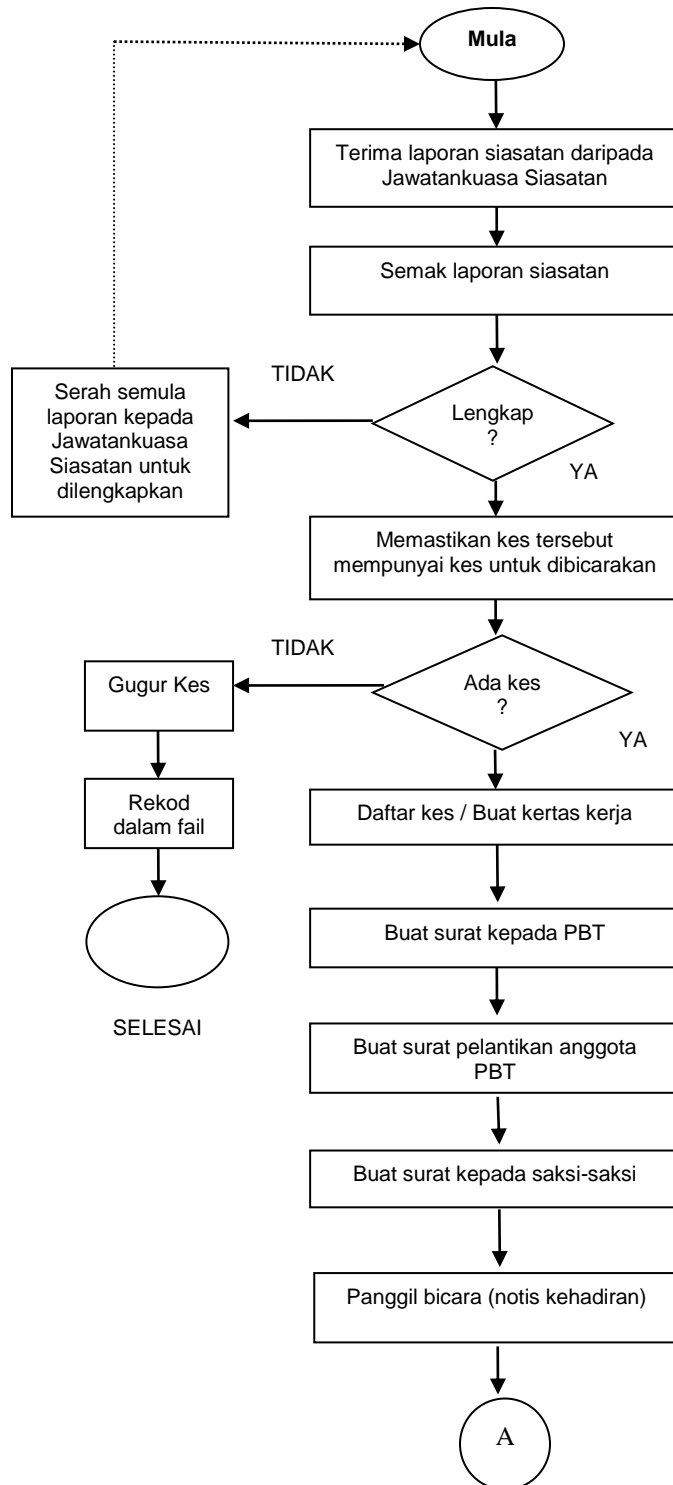 Mula
Terima laporan siasatan daripada
Jawatankuasa Siasatan
Semak laporan siasatan
TIDAK
Serah semula
laporan kepada
Jawatankuasa
Siasatan untuk
dilengkapkan
Lengkap
?
YA
Memastikan kes tersebut
mempunyai kes untuk dibicarakan
TIDAK
Gugur Kes
Ada kes
?
YA
Rekod
dalam fail
Daftar kes / Buat kertas kerja
Buat surat kepada PBT
SELESAI
Buat surat pelantikan anggota
PBT
Buat surat kepada saksi-saksi
Panggil bicara (notis kehadiran)
A